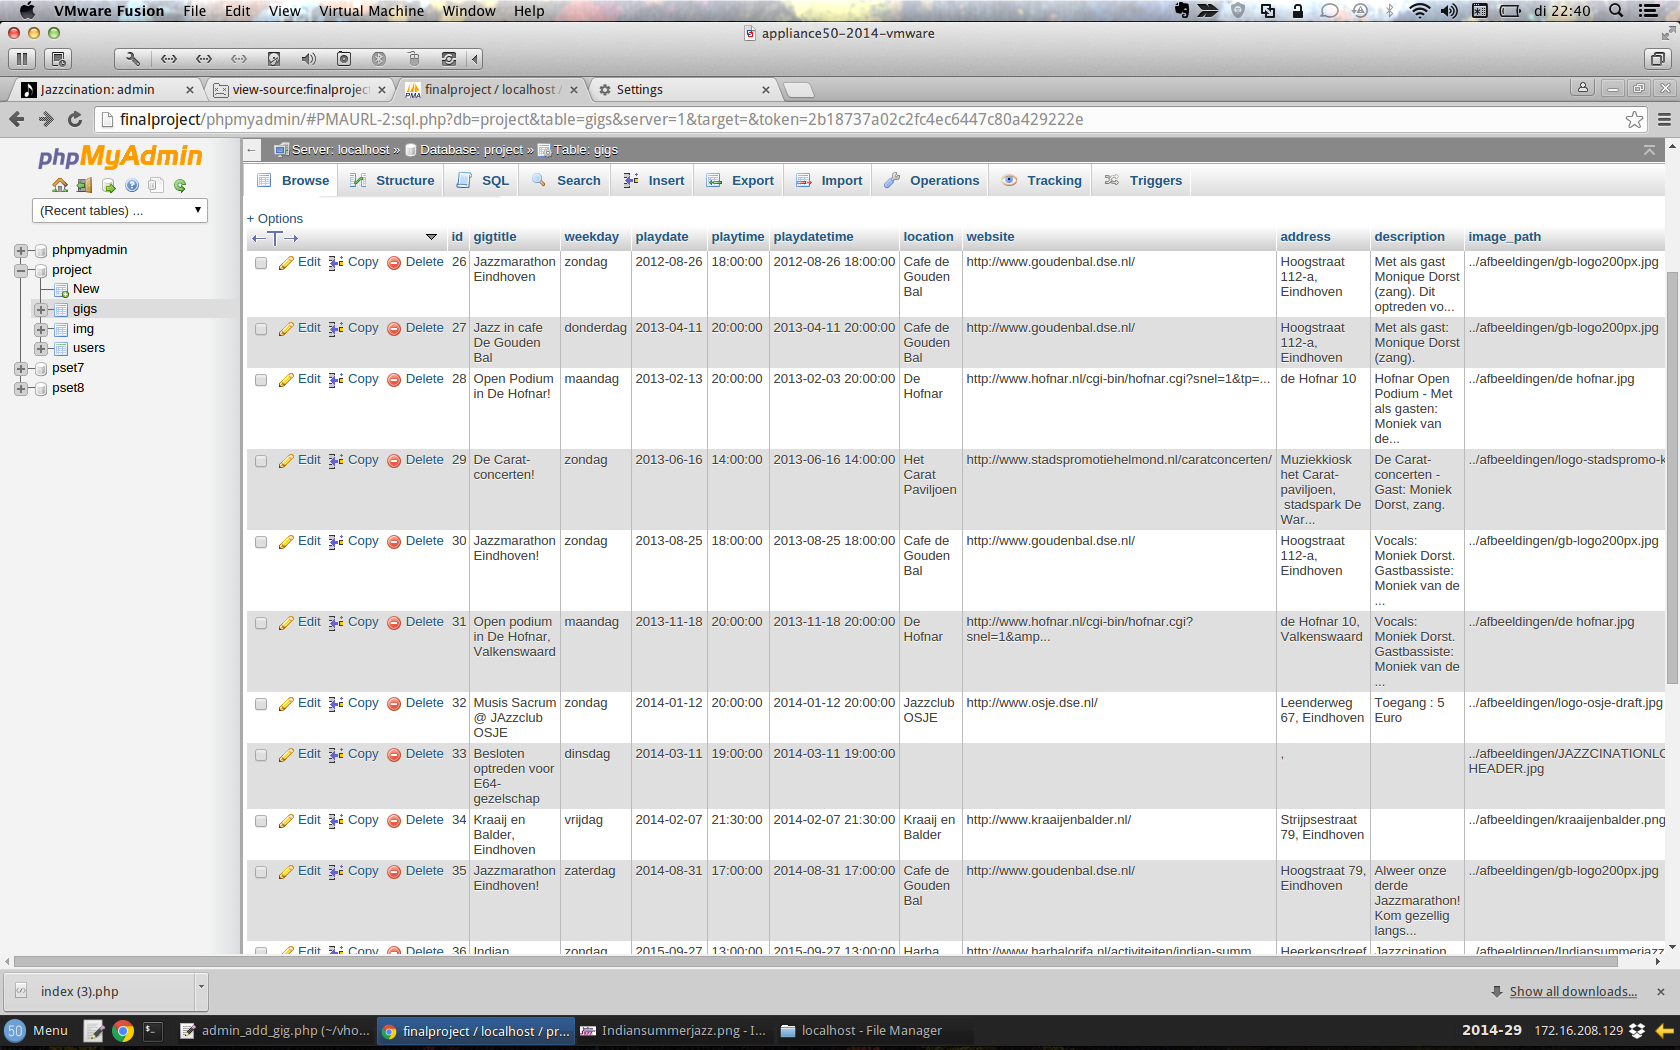 VMware Fusion File Edit View Virtual Machine Window Help di 22:40
appliance50-2014-vmware
Jazzcination: admin view-source:finalproject finalproject / localhost / Settings
finalproject/phpmyadmin/#PMAURL-2:sql.php?db=project&table=gigs&server=1&target=&token=2b18737a02c2fc4ec6447c80a429222e
phpMyAdmin
(Recent tables) ...
phpmyadmin
project
New
gigs
img
users
pset7
pset8
Server: localhost » Database: project » Table: gigs
Browse Structure SQL Search Insert Export Import Operations Tracking Triggers
+ Options
id gigtitle weekday playdate playtime playdatetime location website address description image_path
Edit Copy Delete 26 Jazzmarathon zondag 2012-08-26 18:00:00 2012-08-26 18:00:00 Cafe de http://www.goudenbal.dse.nl/ Hoogstraat Met als gast ../afbeeldingen/gb-logo200px.jpg
Eindhoven Gouden 112-a, Monique Dorst
Bal Eindhoven (zang). Dit
optreden vo...
Edit Copy Delete 27 Jazz in cafe donderdag 2013-04-11 20:00:00 2013-04-11 20:00:00 Cafe de http://www.goudenbal.dse.nl/ Hoogstraat Met als gast: ../afbeeldingen/gb-logo200px.jpg
De Gouden Gouden 112-a, Monique Dorst
Bal Bal Eindhoven (zang).
Edit Copy Delete 28 Open Podium maandag 2013-02-13 20:00:00 2013-02-03 20:00:00 De http://www.hofnar.nl/cgi-bin/hofnar.cgi?snel=1&tp=... de Hofnar 10 Hofnar Open ../afbeeldingen/de hofnar.jpg
in De Hofnar! Hofnar Podium - Met
als gasten:
Moniek van
de...
Edit Copy Delete 29 De Carat- zondag 2013-06-16 14:00:00 2013-06-16 14:00:00 Het http://www.stadspromotiehelmond.nl/caratconcerten/ Muziekkiosk De Carat- ../afbeeldingen/logo-stadspromo-k
concerten! Carat het Carat- concerten -
Paviljoen paviljoen, Gast: Moniek
stadspark De Dorst, zang.
War...
Edit Copy Delete 30 Jazzmarathon zondag 2013-08-25 18:00:00 2013-08-25 18:00:00 Cafe de http://www.goudenbal.dse.nl/ Hoogstraat Vocals: ../afbeeldingen/gb-logo200px.jpg
Eindhoven! Gouden 112-a, Moniek Dorst.
Bal Eindhoven Gastbassiste:
Moniek van de
...
Edit Copy Delete 31 Open podium maandag 2013-11-18 20:00:00 2013-11-18 20:00:00 De http://www.hofnar.nl/cgi-bin/hofnar.cgi? de Hofnar 10, Vocals: ../afbeeldingen/de hofnar.jpg
in De Hofnar, Hofnar snel=1&amp... Valkenswaard Moniek Dorst.
Valkenswaard Gastbassiste:
Moniek van de
...
Edit Copy Delete 32 Musis Sacrum zondag 2014-01-12 20:00:00 2014-01-12 20:00:00 Jazzclub http://www.osje.dse.nl/ Leenderweg Toegang : 5 ../afbeeldingen/logo-osje-draft.jpg
@ JAzzclub OSJE 67, Eindhoven Euro
OSJE
Edit Copy Delete 33 Besloten dinsdag 2014-03-11 19:00:00 2014-03-11 19:00:00 , ../afbeeldingen/JAZZCINATIONLO
optreden voor HEADER.jpg
E64-
gezelschap
Edit Copy Delete 34 Kraaij en vrijdag 2014-02-07 21:30:00 2014-02-07 21:30:00 Kraaij en http://www.kraaijenbalder.nl/ Strijpsestraat ../afbeeldingen/kraaijenbalder.png
Balder, Balder 79, Eindhoven
Eindhoven
Edit Copy Delete 35 Jazzmarathon zaterdag 2014-08-31 17:00:00 2014-08-31 17:00:00 Cafe de http://www.goudenbal.dse.nl/ Hoogstraat 79, Alweer onze ../afbeeldingen/gb-logo200px.jpg
Eindhoven! Gouden Eindhoven derde
Bal Jazzmarathon!
Kom gezellig
langs...
Edit Copy Delete 36 Indian zondag 2015-09-27 13:00:00 2015-09-27 13:00:00 Harba http://www.harbalorifa.nl/activiteiten/indian-summ Heerkensdreef Jazzcination ../afbeeldingen/Indiansummerjazz
index (3).php Show all downloads...
50 Menu admin_add_gig.php (~/vho... finalproject / localhost / pr... Indiansummerjazz.png - I... localhost - File Manager 2014-29 172.16.208.129